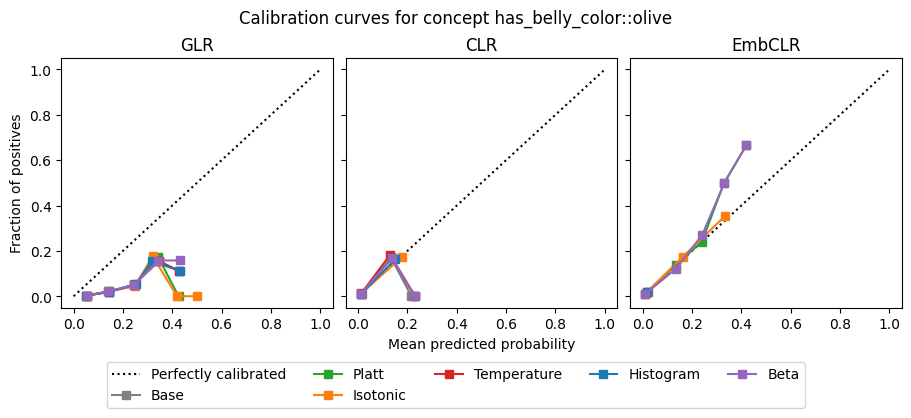 Calibration curves for concept has_belly_color::olive
GLR
CLR
EmbCLR
Fraction of positives
1.0
0.8
0.6
0.4
0.2
0.0
0.0 0.2 0.4 0.6 0.8 1.0
0.0 0.2 0.4 0.6 0.8 1.0
0.0 0.2 0.4 0.6 0.8 1.0
Mean predicted probability
Perfectly calibrated
Base
Platt
Isotonic
Temperature
Histogram
Beta